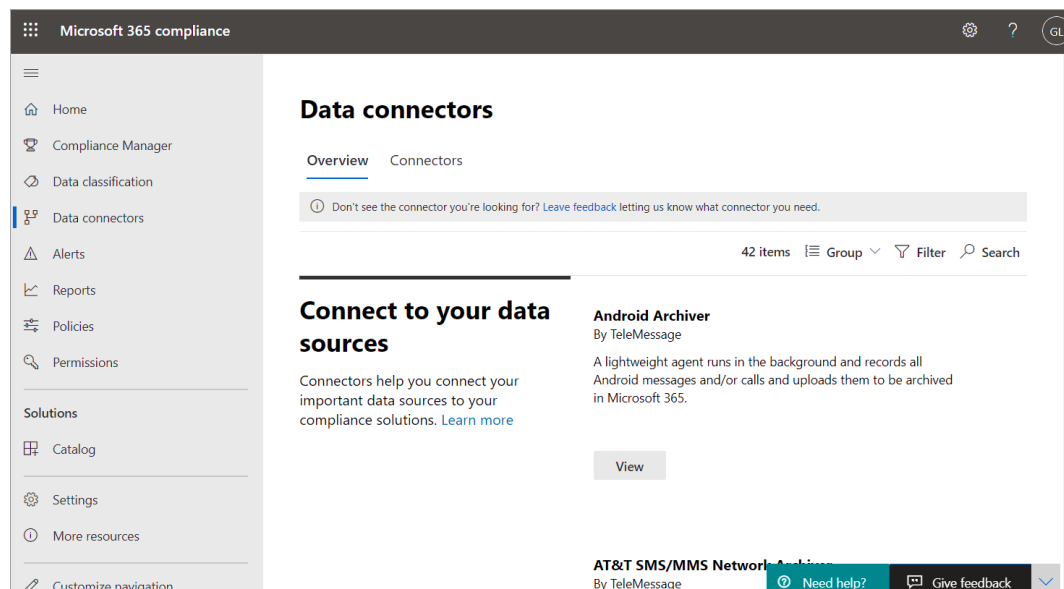 Microsoft 365 compliance
?
GL
Home
Compliance Manager
Data classification
Data connectors
Alerts
Reports
Policies
Permissions
Solutions
Catalog
Settings
More resources
Customize navigation
Data connectors
Overview Connectors
Don't see the connector you're looking for? Leave feedback letting us know what connector you need.
42 items Group Filter Search
Connect to your data
sources
Connectors help you connect your
important data sources to your
compliance solutions. Learn more
Android Archiver
By TeleMessage
A lightweight agent runs in the background and records all
Android messages and/or calls and uploads them to be archived
in Microsoft 365.
View
AT&T SMS/MMS Network Archiver
By TeleMessage
Need help?
Give feedback